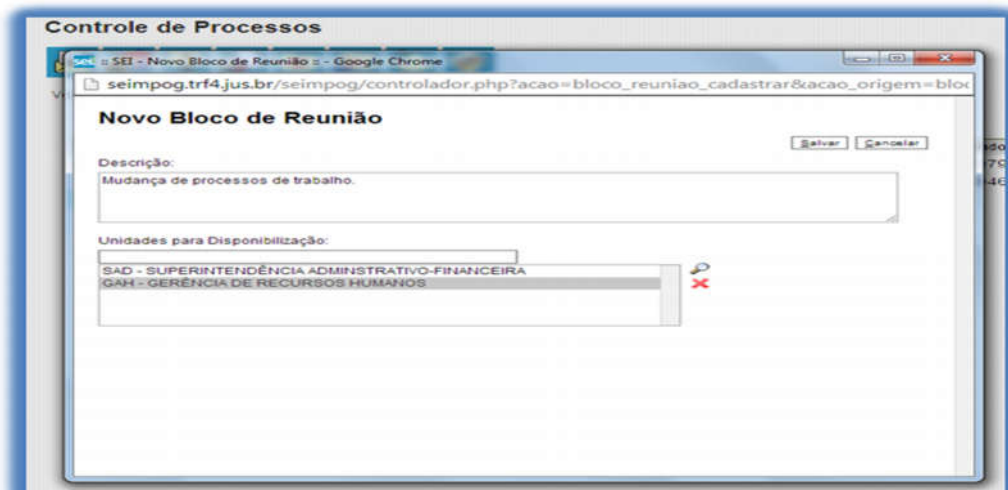 Controle de Processos
sei :: SEI - Novo Bloco de Reunião :: - Google Chrome
seimpog.trf4.jus.br/seimpog/controlador.php?acao=bloco_reuniao_cadastrar&acao_origem=bloc
Novo Bloco de Reunião
Salvar Cancelar
Descrição:
Mudança de processos de trabalho.
Unidades para Disponibilização:
SAD - SUPERINTENDÊNCIA ADMINSTRATIVO-FINANCEIRA
GAH - GERÊNCIA DE RECURSOS HUMANOS